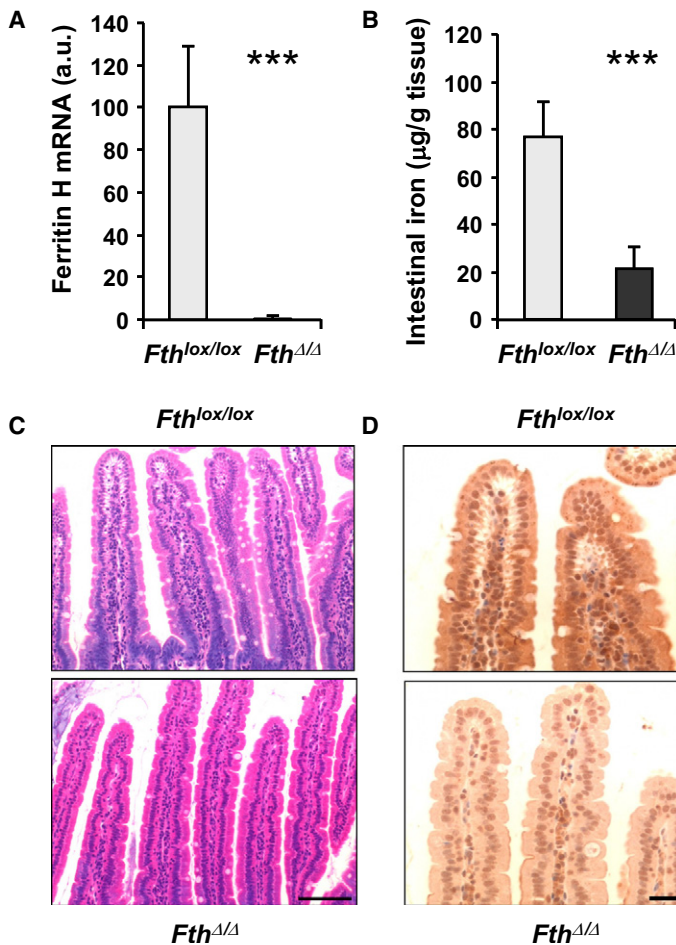 A
Ferritin H mRNA (a.u.)
140
120
100
80
60
40
20
0
***
Fth^lox/lox
Fth^Δ/Δ
B
Intestinal iron (µg/g tissue)
120
100
80
60
40
20
0
***
Fth^lox/lox
Fth^Δ/Δ
C
Fth^lox/lox
Fth^Δ/Δ
D
Fth^lox/lox
Fth^Δ/Δ